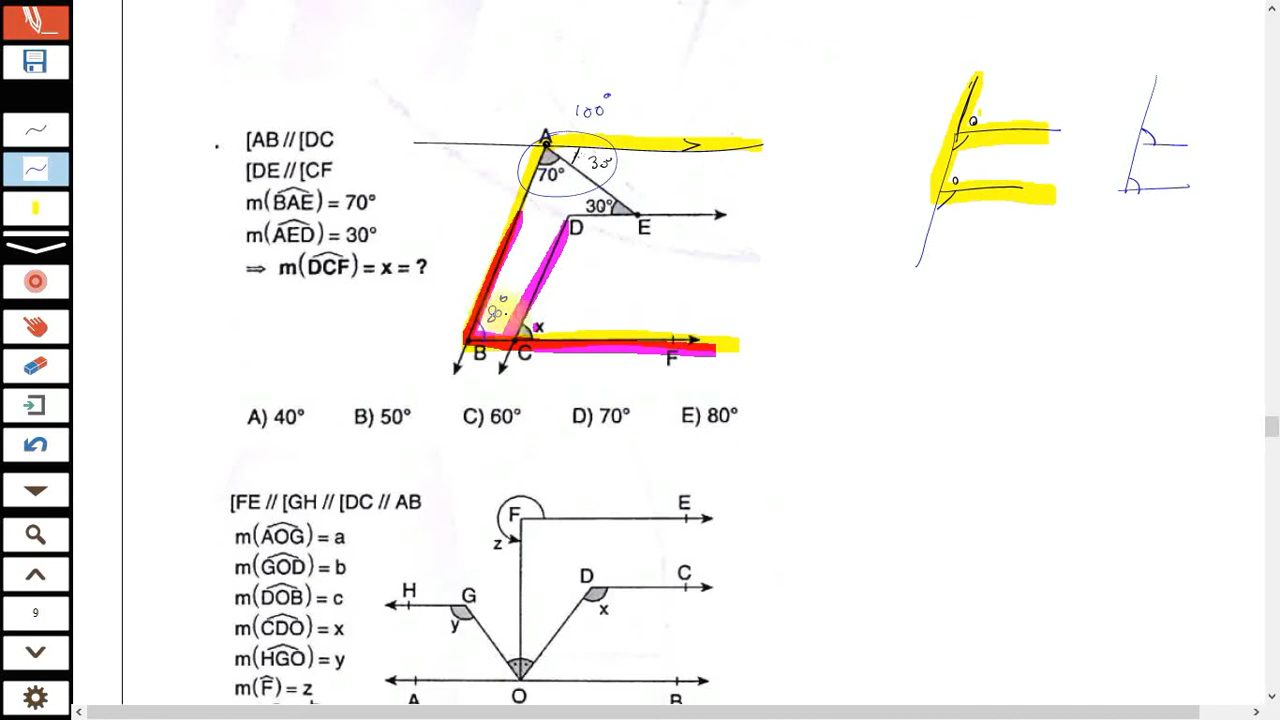 100°
. [AB // [DC
[DE // [CF
m(BAE) = 70°
m(AED) = 30°
⇒ m(DCF) = x = ?
A
70°
30°
30°
D
E
80°
x
B
C
F
A) 40° B) 50° C) 60° D) 70° E) 80°
[FE // [GH // [DC // AB
m(AOG) = a
m(GOD) = b
m(DOB) = c
m(CDO) = x
m(HGO) = y
m(F) = z
F
E
z
D
C
H
G
y
x
A
O
B
9